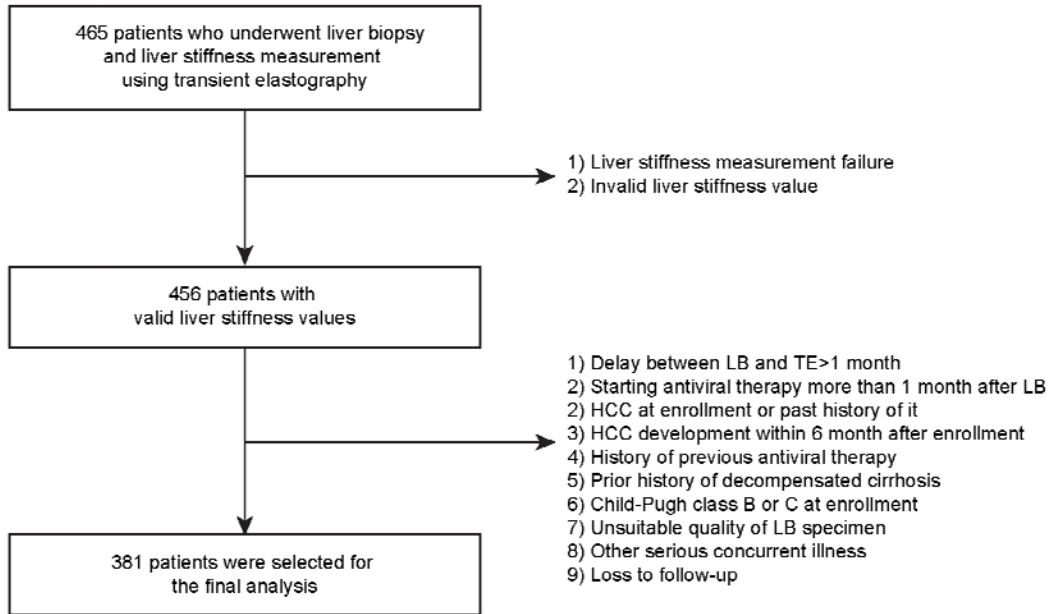 465 patients who underwent liver biopsy
and liver stiffness measurement
using transient elastography
1) Liver stiffness measurement failure
2) Invalid liver stiffness value
456 patients with
valid liver stiffness values
1) Delay between LB and TE>1 month
2) Starting antiviral therapy more than 1 month after LB
2) HCC at enrollment or past history of it
3) HCC development within 6 month after enrollment
4) History of previous antiviral therapy
5) Prior history of decompensated cirrhosis
6) Child-Pugh class B or C at enrollment
7) Unsuitable quality of LB specimen
8) Other serious concurrent illness
9) Loss to follow-up
381 patients were selected for
the final analysis